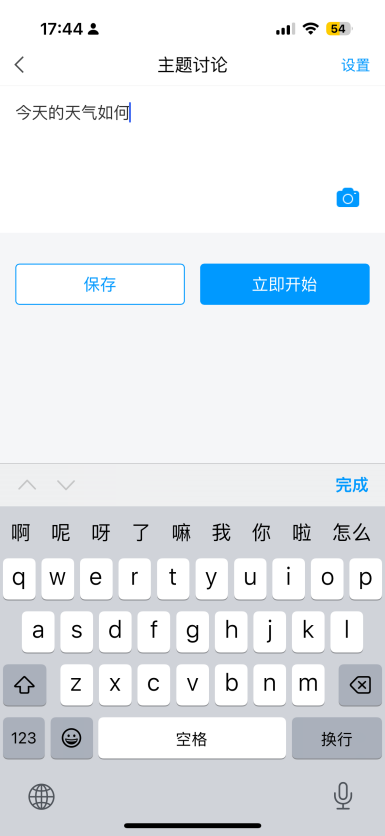 17:44 54
主题讨论 设置
今天的天气如何
保存 立即开始
完成
啊 呢 呀 了 嘛 我 你 啦 怎么
q w e r t y u i o p
a s d f g h j k l
z x c v b n m
123 空格 换行